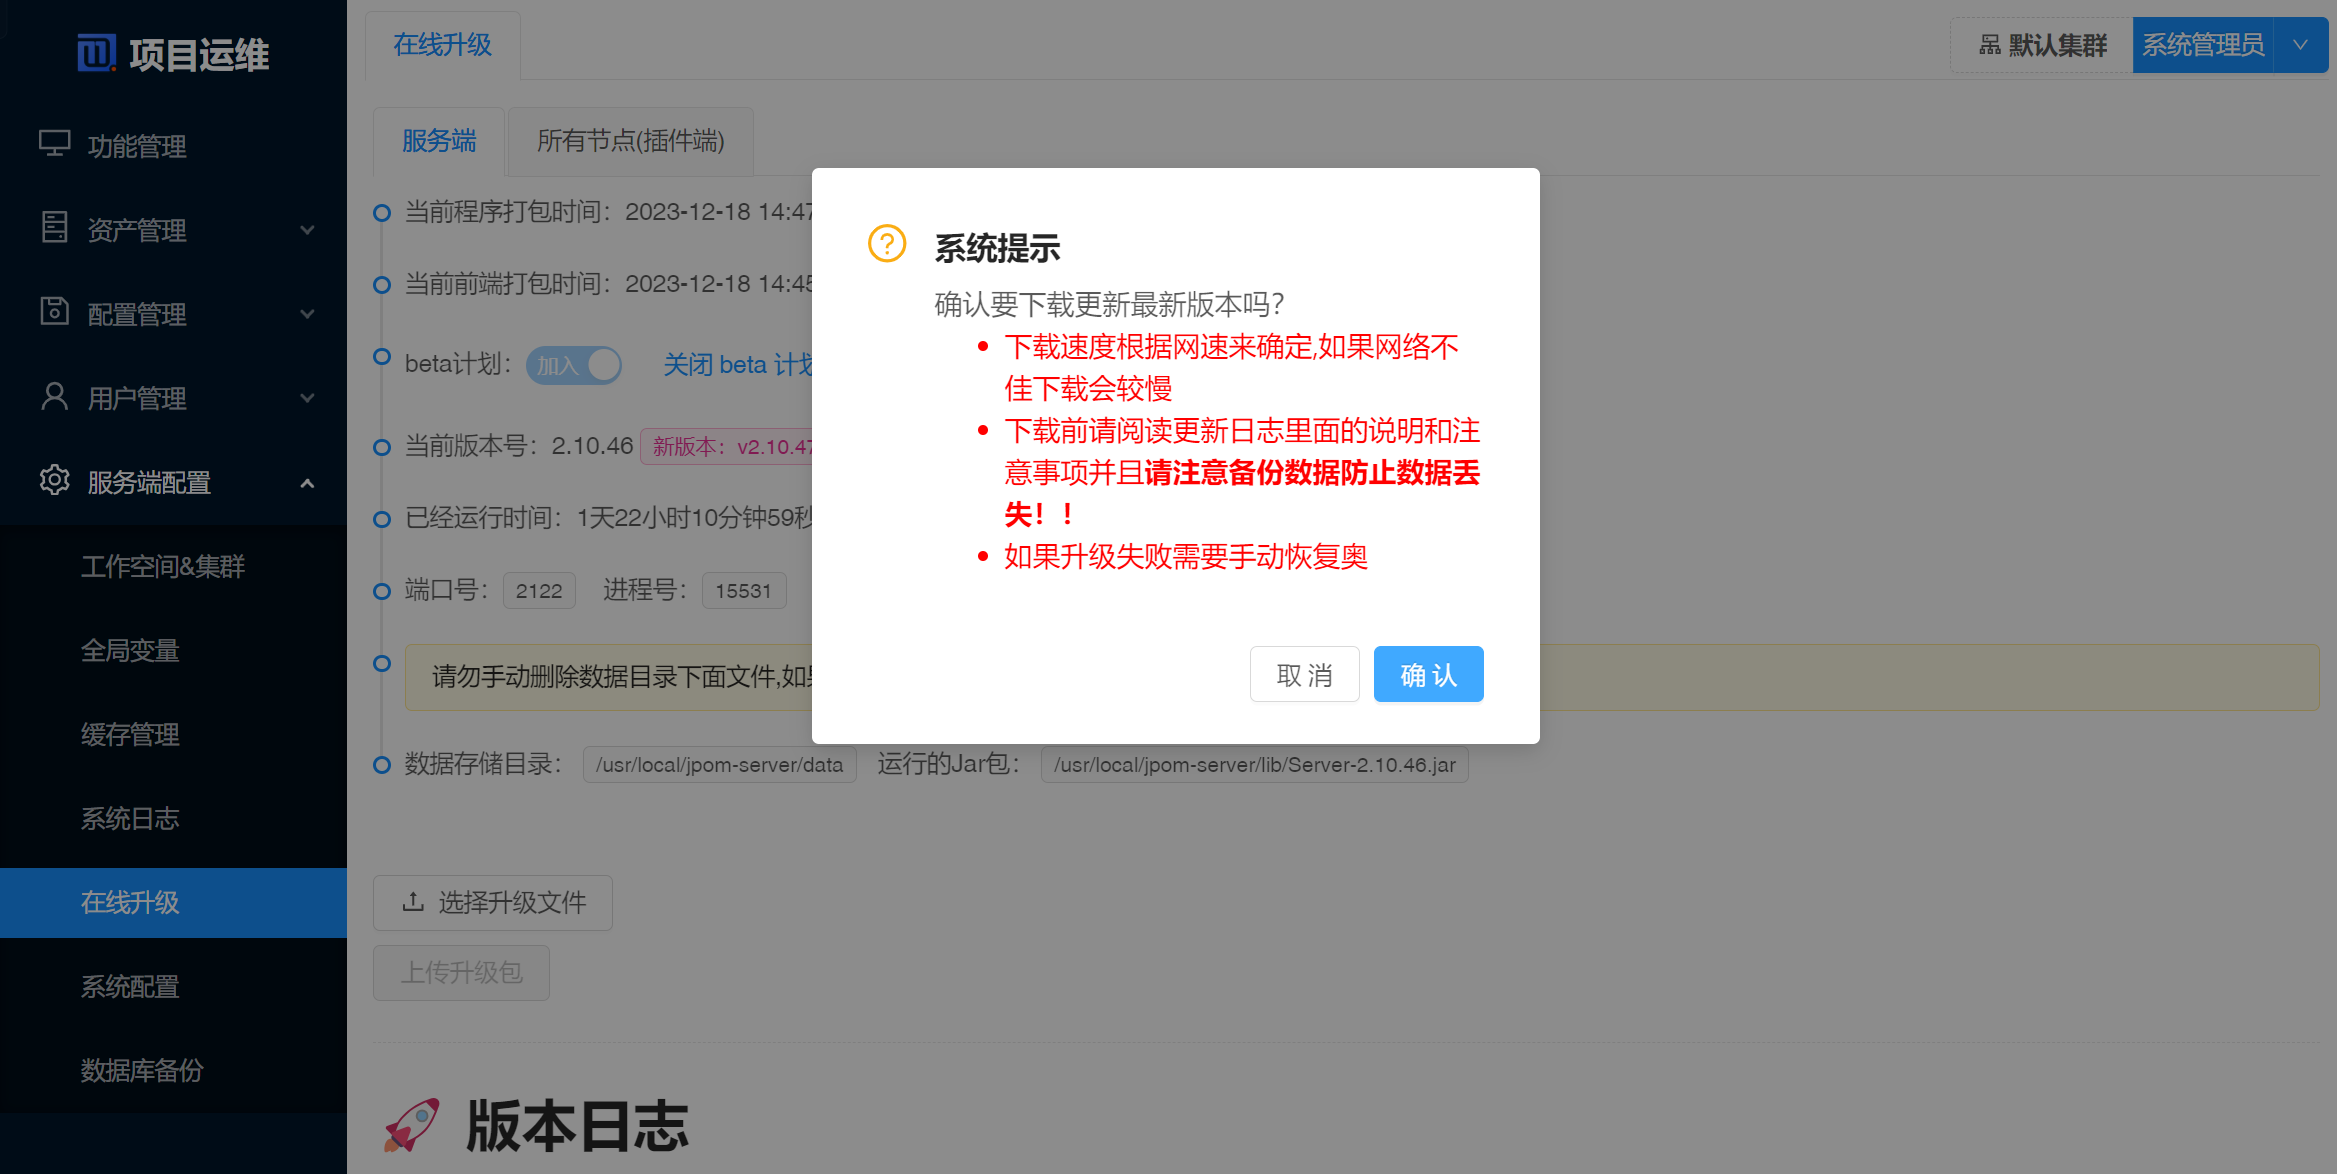 项目运维
功能管理
资产管理
配置管理
用户管理
服务端配置
工作空间&集群
全局变量
缓存管理
系统日志
在线升级
系统配置
数据库备份
在线升级
默认集群 系统管理员
服务端 所有节点(插件端)
当前程序打包时间：2023-12-18 14:47
当前前端打包时间：2023-12-18 14:45
beta计划： 加入 关闭 beta 计划
当前版本号：2.10.46 新版本：v2.10.47
已经运行时间：1天22小时10分钟59秒
端口号： 2122 进程号： 15531
请勿手动删除数据目录下面文件,如果
数据存储目录： /usr/local/jpom-server/data 运行的Jar包： /usr/local/jpom-server/lib/Server-2.10.46.jar
选择升级文件
上传升级包
版本日志
系统提示
确认要下载更新最新版本吗？
下载速度根据网速来确定,如果网络不
佳下载会较慢
下载前请阅读更新日志里面的说明和注
意事项并且请注意备份数据防止数据丢
失！！
如果升级失败需要手动恢复奥
取 消 确 认